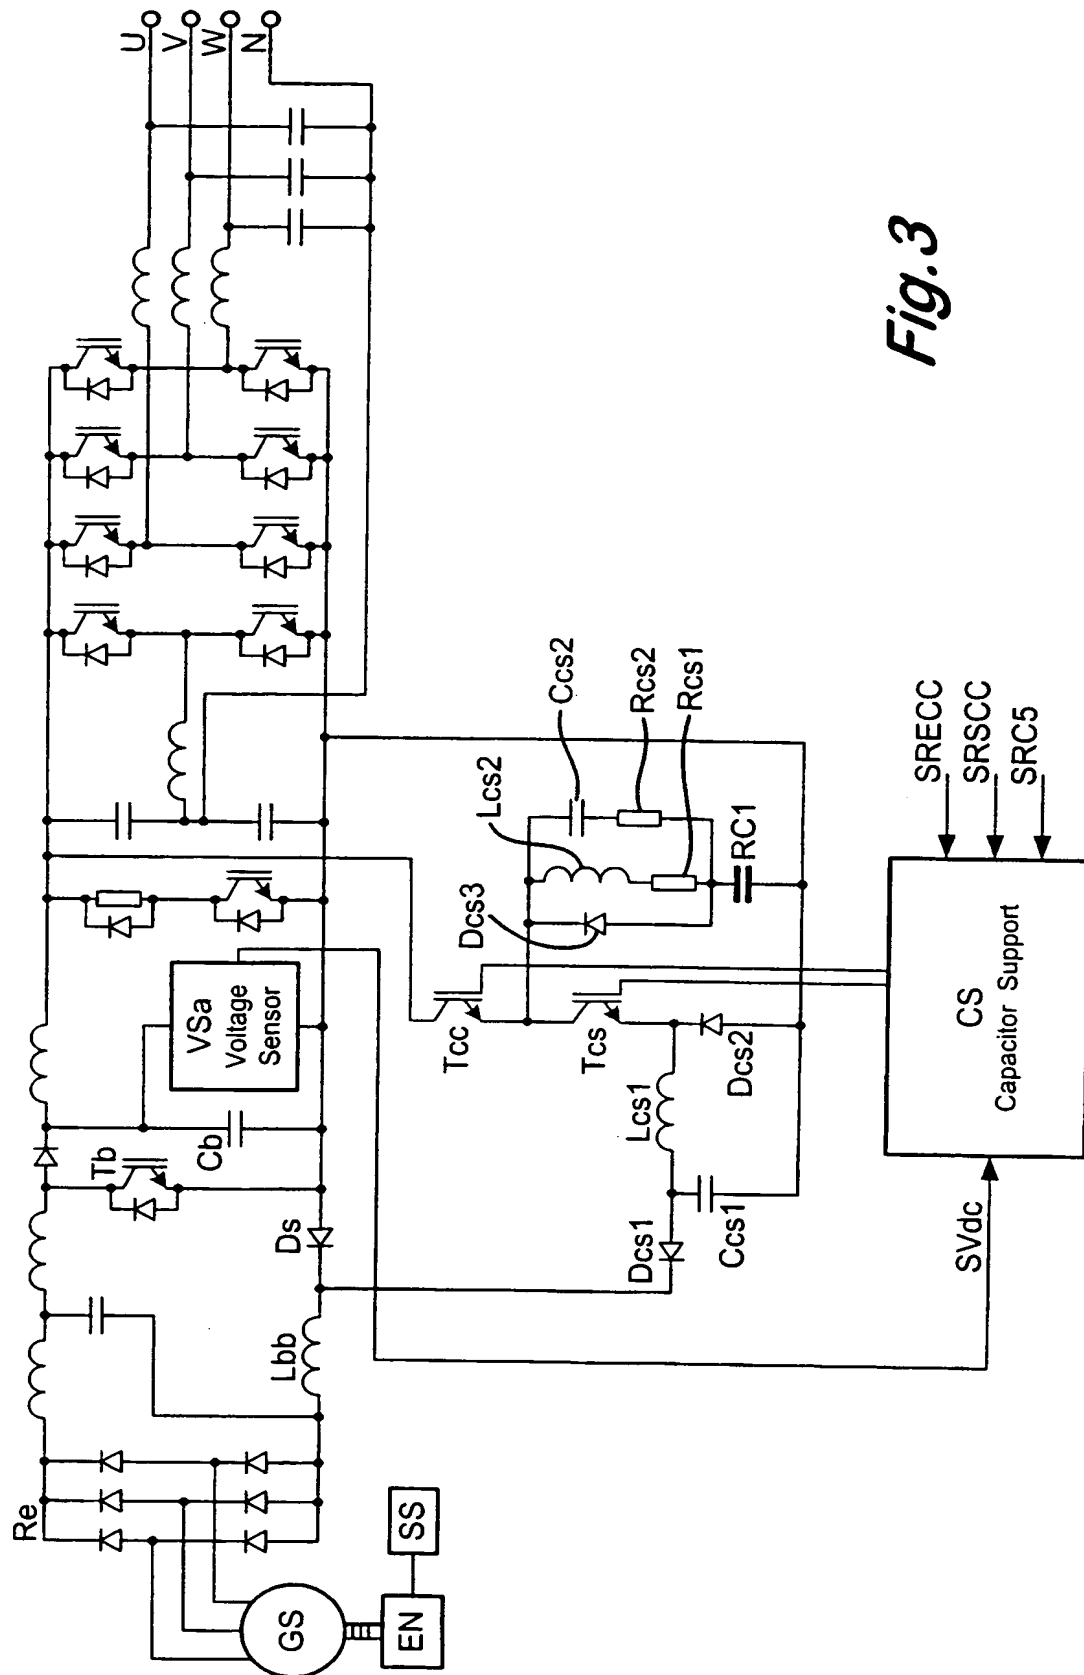 U
V
W
N
Re
Tb
Cb
VSa
Voltage
Sensor
Ds
Lbb
GS
EN
SS
Tcc
Tcs
Dcs3
Lcs2
Ccs2
Rcs2
Rcs1
RC1
Lcs1
Dcs2
Dcs1
Ccs1
SVdc
CS
Capacitor Support
SRECC
SRSCC
SRC5
Fig.3